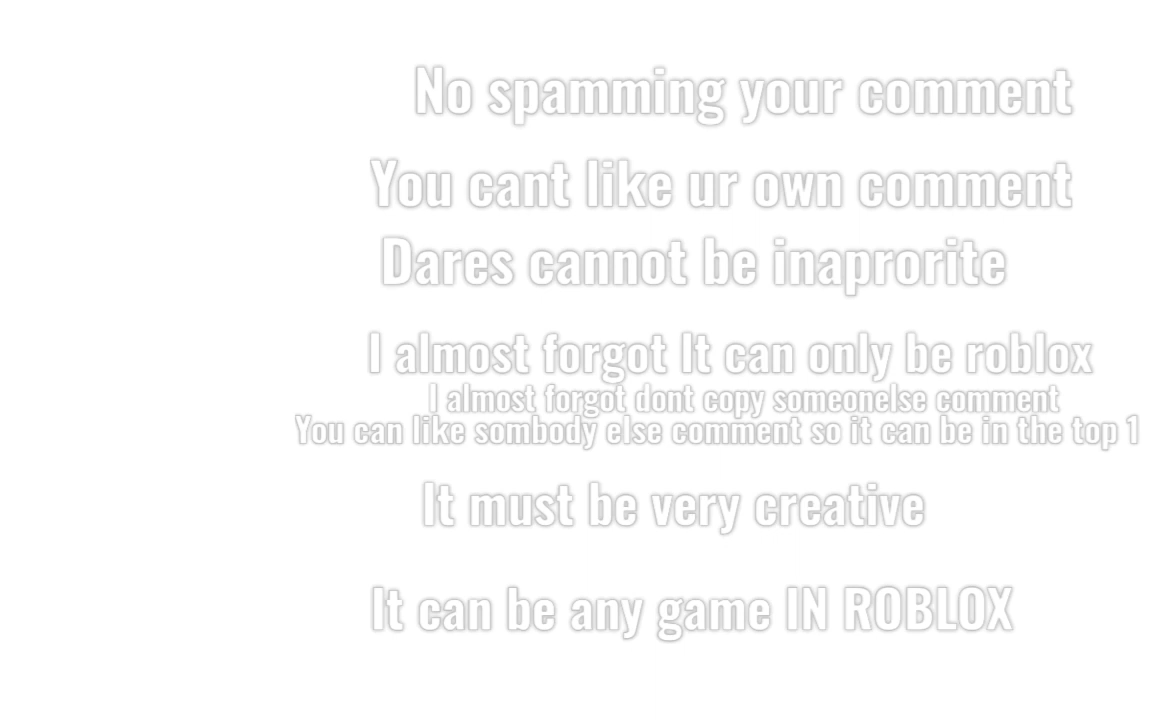 No spamming your comment
You cant like ur own comment
Dares cannot be inaprorite
I almost forgot It can only be roblox
I almost forgot dont copy someonelse comment
You can like sombody else comment so it can be in the top 1
It must be very creative
It can be any game IN ROBLOX